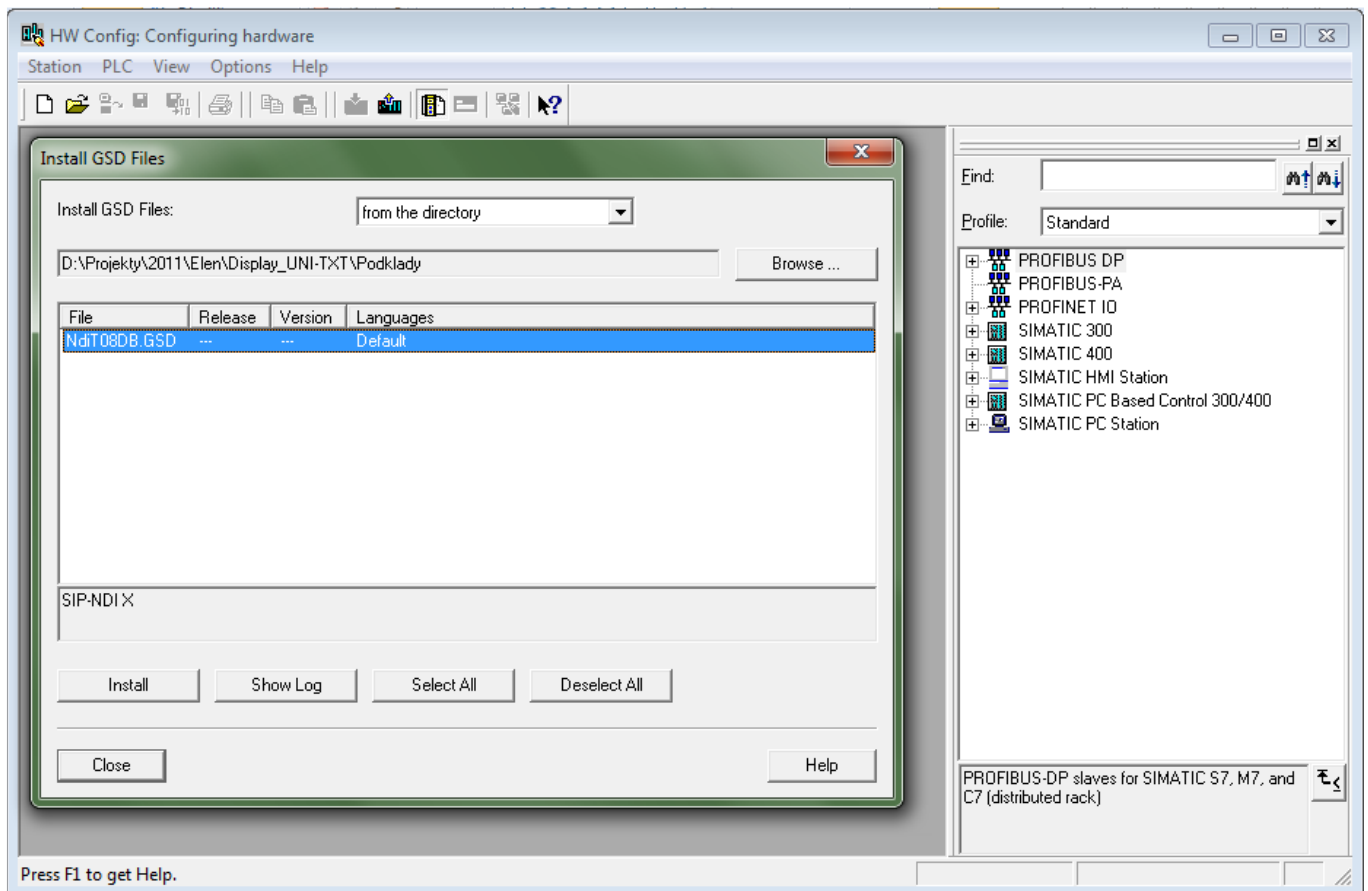 HW Config: Configuring hardware
Station PLC View Options Help
Install GSD Files
Install GSD Files:
from the directory
D:\Projekty\2011\Elen\Display_UNI-TXT\Podklady
Browse ...
File Release Version Languages
NdiT08DB.GSD --- --- Default
SIP-NDI X
Install Show Log Select All Deselect All
Close Help
Find:
Profile: Standard
PROFIBUS DP
PROFIBUS-PA
PROFINET IO
SIMATIC 300
SIMATIC 400
SIMATIC HMI Station
SIMATIC PC Based Control 300/400
SIMATIC PC Station
PROFIBUS-DP slaves for SIMATIC S7, M7, and
C7 (distributed rack)
Press F1 to get Help.